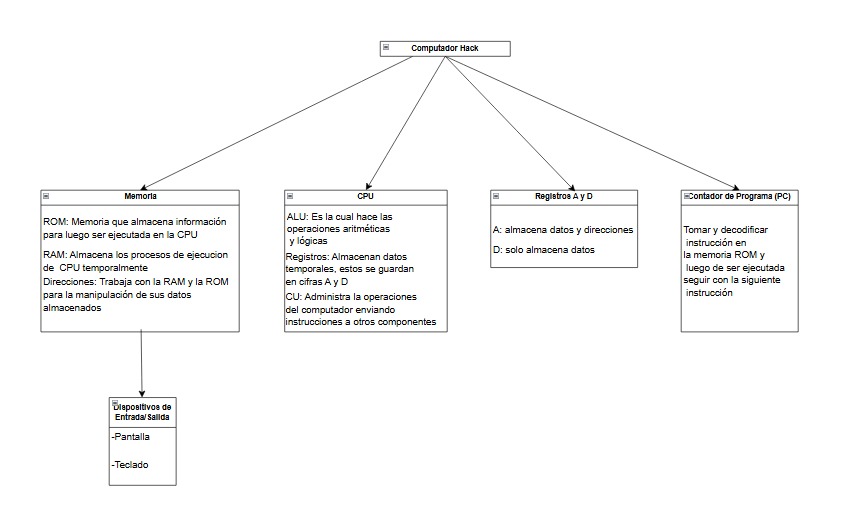 Computador Hack
Memoria
ROM: Memoria que almacena información
para luego ser ejecutada en la CPU
RAM: Almacena los procesos de ejecucion
de CPU temporalmente
Direcciones: Trabaja con la RAM y la ROM
para la manipulación de sus datos
almacenados
CPU
ALU: Es la cual hace las
operaciones aritméticas
y lógicas
Registros: Almacenan datos
temporales, estos se guardan
en cifras A y D
CU: Administra la operaciones
del computador enviando
instrucciones a otros componentes
Registros A y D
A: almacena datos y direcciones
D: solo almacena datos
Contador de Programa (PC)
Tomar y decodificar
instrucción en
la memoria ROM y
luego de ser ejecutada
seguir con la siguiente
instrucción
Dispositivos de
Entrada/Salida
-Pantalla
-Teclado